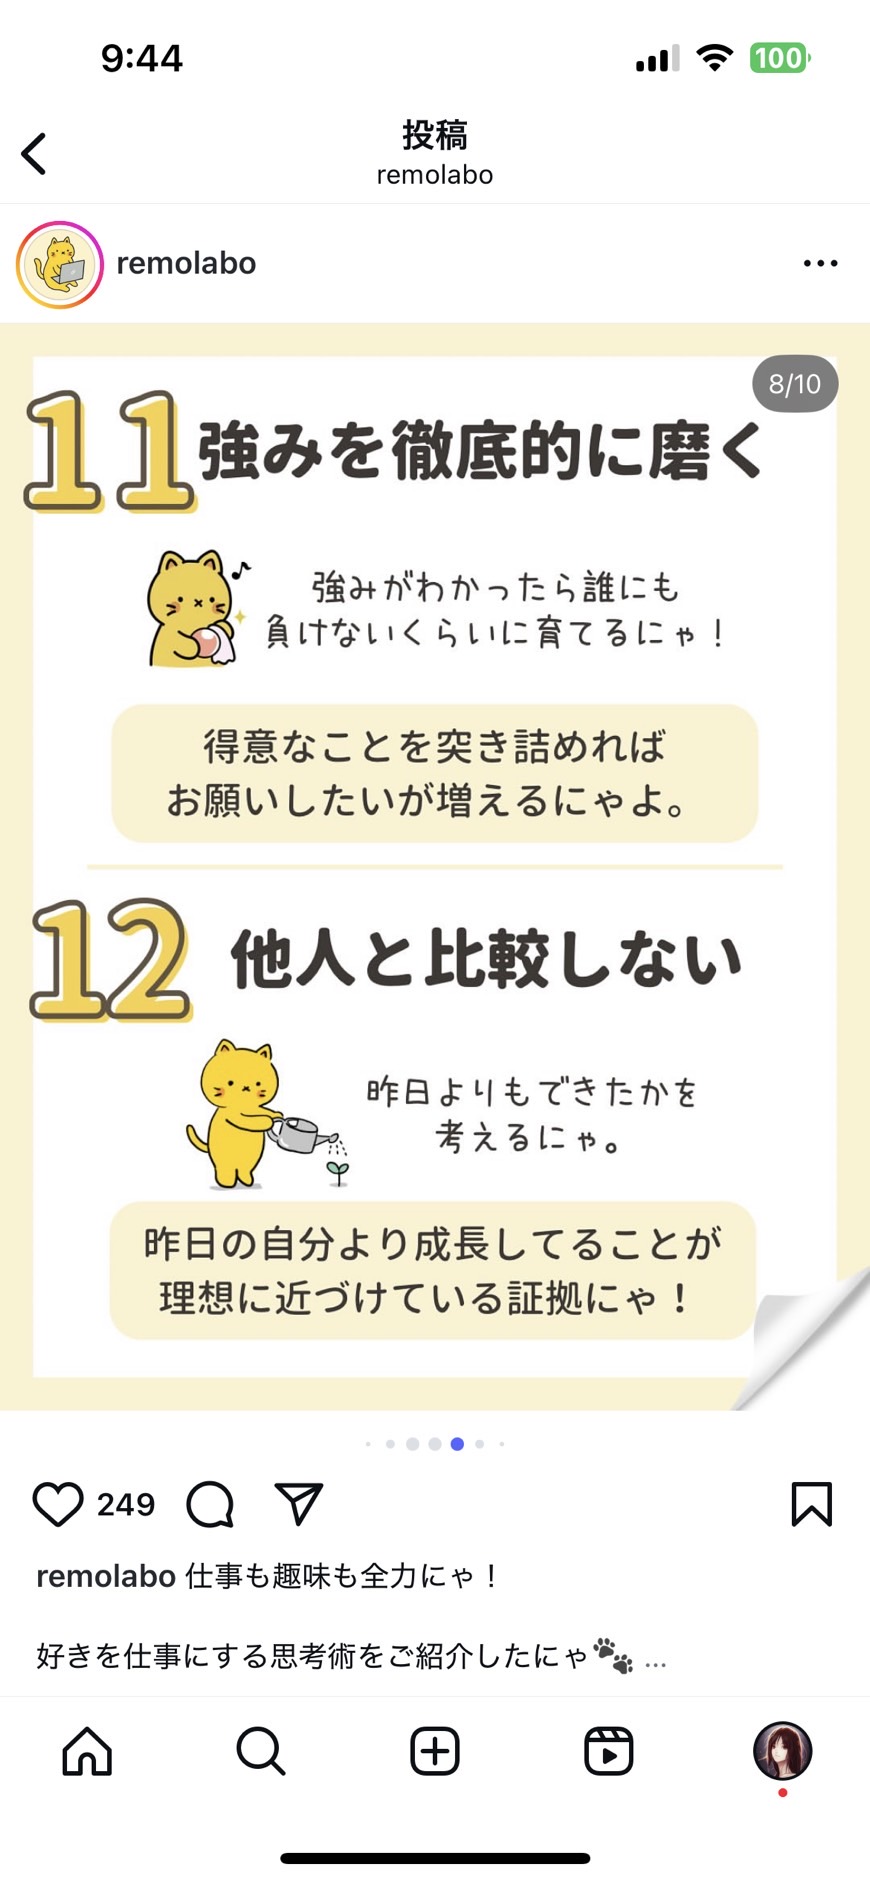 9:44
100
投稿
remolabo
remolabo
8/10
11 強みを徹底的に磨く
強みがわかったら誰にも
負けないくらいに育てるにゃ！
得意なことを突き詰めれば
お願いしたいが増えるにゃよ。
12 他人と比較しない
昨日よりもできたかを
考えるにゃ。
昨日の自分より成長してることが
理想に近づけている証拠にゃ！
249
remolabo 仕事も趣味も全力にゃ！
好きを仕事にする思考術をご紹介したにゃ🐾 ...